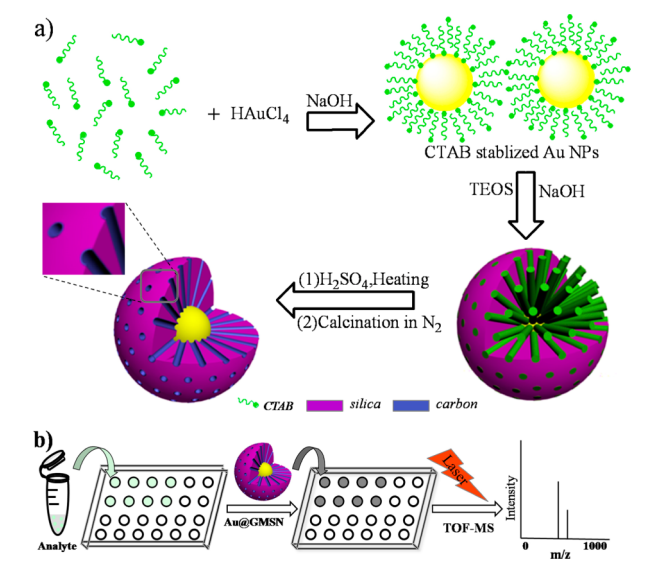 a)
+ HAuCl4
NaOH
CTAB stablized Au NPs
TEOS
NaOH
(1)H2SO4,Heating
(2)Calcination in N2
CTAB
silica
carbon
b)
Analyte
Au@GMSN
Laser
TOF-MS
Intensity
0
1000
m/z